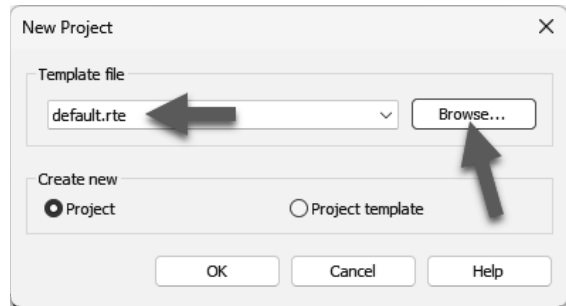 New Project
Template file
default.rte
Browse...
Create new
Project
Project template
OK
Cancel
Help